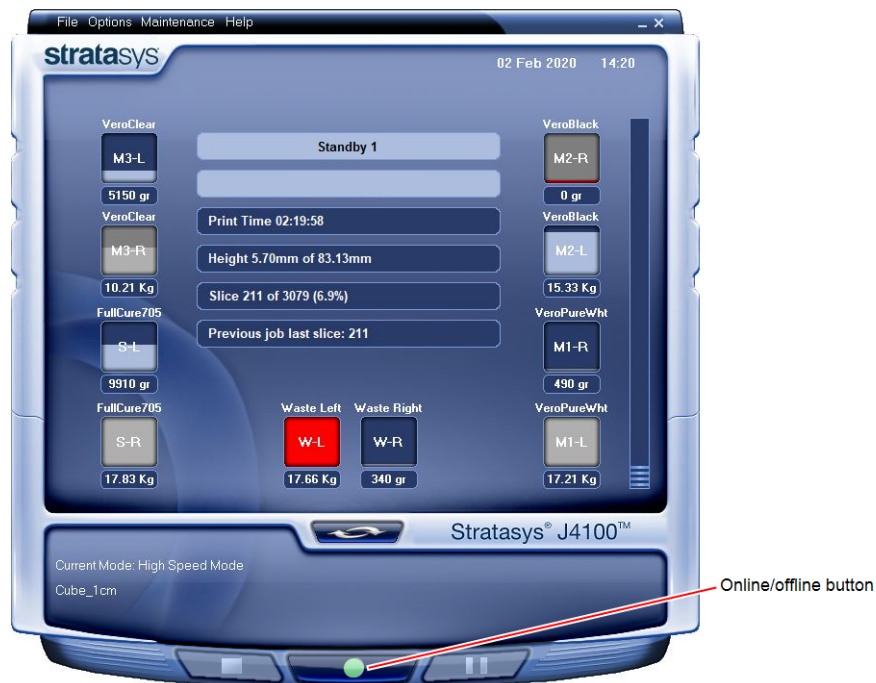 File Options Maintenance Help
stratasys
02 Feb 2020 14:20
VeroClear
M3-L
5150 gr
VeroClear
M3-R
10.21 Kg
FullCure705
S-L
9910 gr
FullCure705
S-R
17.83 Kg
Standby 1
Print Time 02:19:58
Height 5.70mm of 83.13mm
Slice 211 of 3079 (6.9%)
Previous job last slice: 211
Waste Left
W-L
17.66 Kg
Waste Right
W-R
340 gr
VeroBlack
M2-R
0 gr
VeroBlack
M2-L
15.33 Kg
VeroPureWht
M1-R
490 gr
VeroPureWht
M1-L
17.21 Kg
Stratasys® J4100™
Current Mode: High Speed Mode
Cube_1cm
Online/offline button